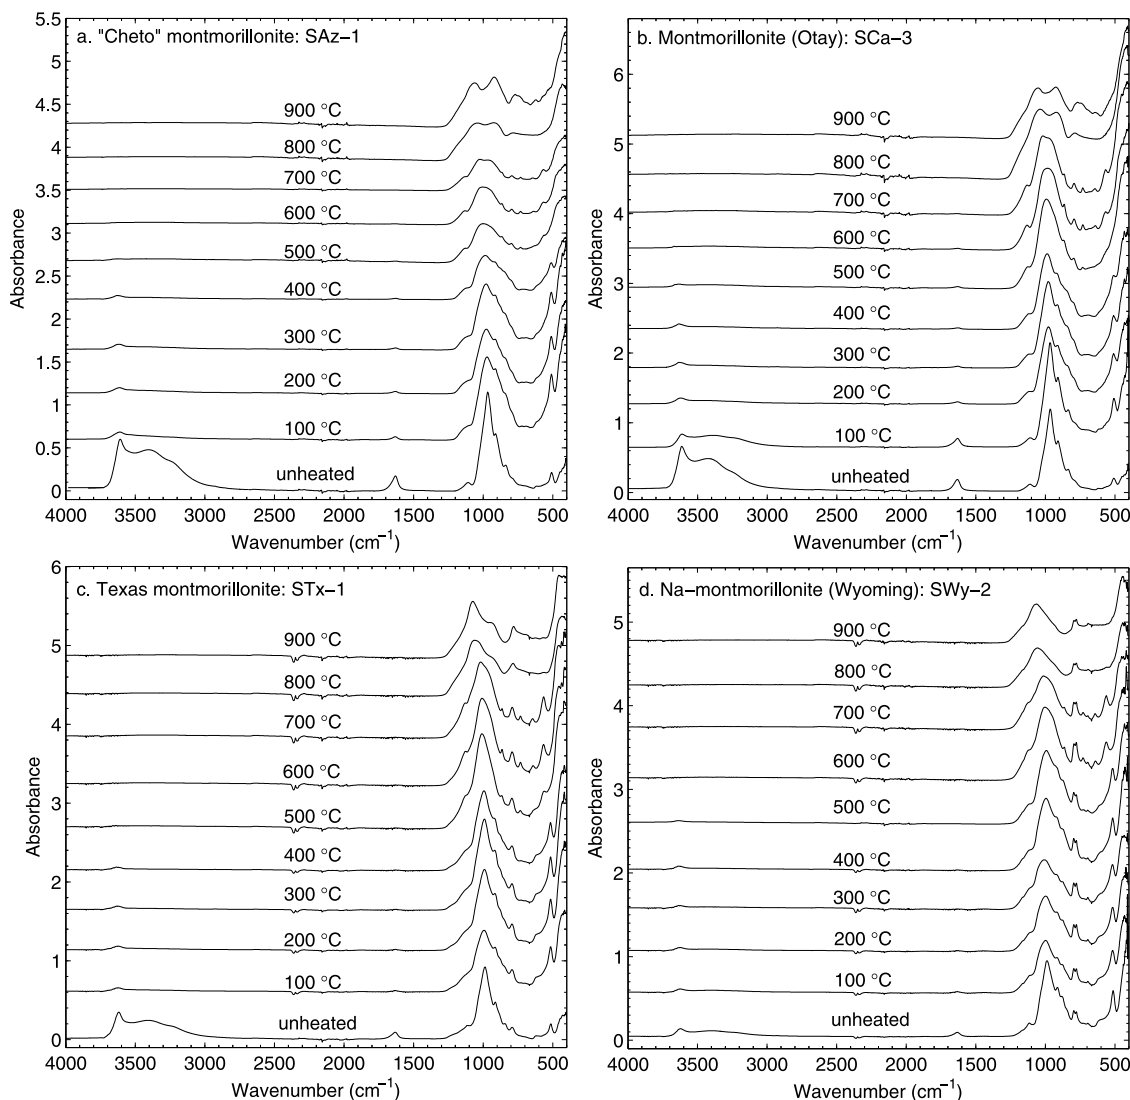 a. "Cheto" montmorillonite: SAz−1
5.5
5
4.5
4
3.5
3
2.5
2
1.5
1
0.5
0
Absorbance
900 °C
800 °C
700 °C
600 °C
500 °C
400 °C
300 °C
200 °C
100 °C
unheated
4000 3500 3000 2500 2000 1500 1000 500
Wavenumber (cm−1)
b. Montmorillonite (Otay): SCa−3
6
5
4
3
2
1
0
Absorbance
900 °C
800 °C
700 °C
600 °C
500 °C
400 °C
300 °C
200 °C
100 °C
unheated
4000 3500 3000 2500 2000 1500 1000 500
Wavenumber (cm−1)
c. Texas montmorillonite: STx−1
6
5
4
3
2
1
0
Absorbance
900 °C
800 °C
700 °C
600 °C
500 °C
400 °C
300 °C
200 °C
100 °C
unheated
4000 3500 3000 2500 2000 1500 1000 500
Wavenumber (cm−1)
d. Na−montmorillonite (Wyoming): SWy−2
5
4
3
2
1
0
Absorbance
900 °C
800 °C
700 °C
600 °C
500 °C
400 °C
300 °C
200 °C
100 °C
unheated
4000 3500 3000 2500 2000 1500 1000 500
Wavenumber (cm−1)